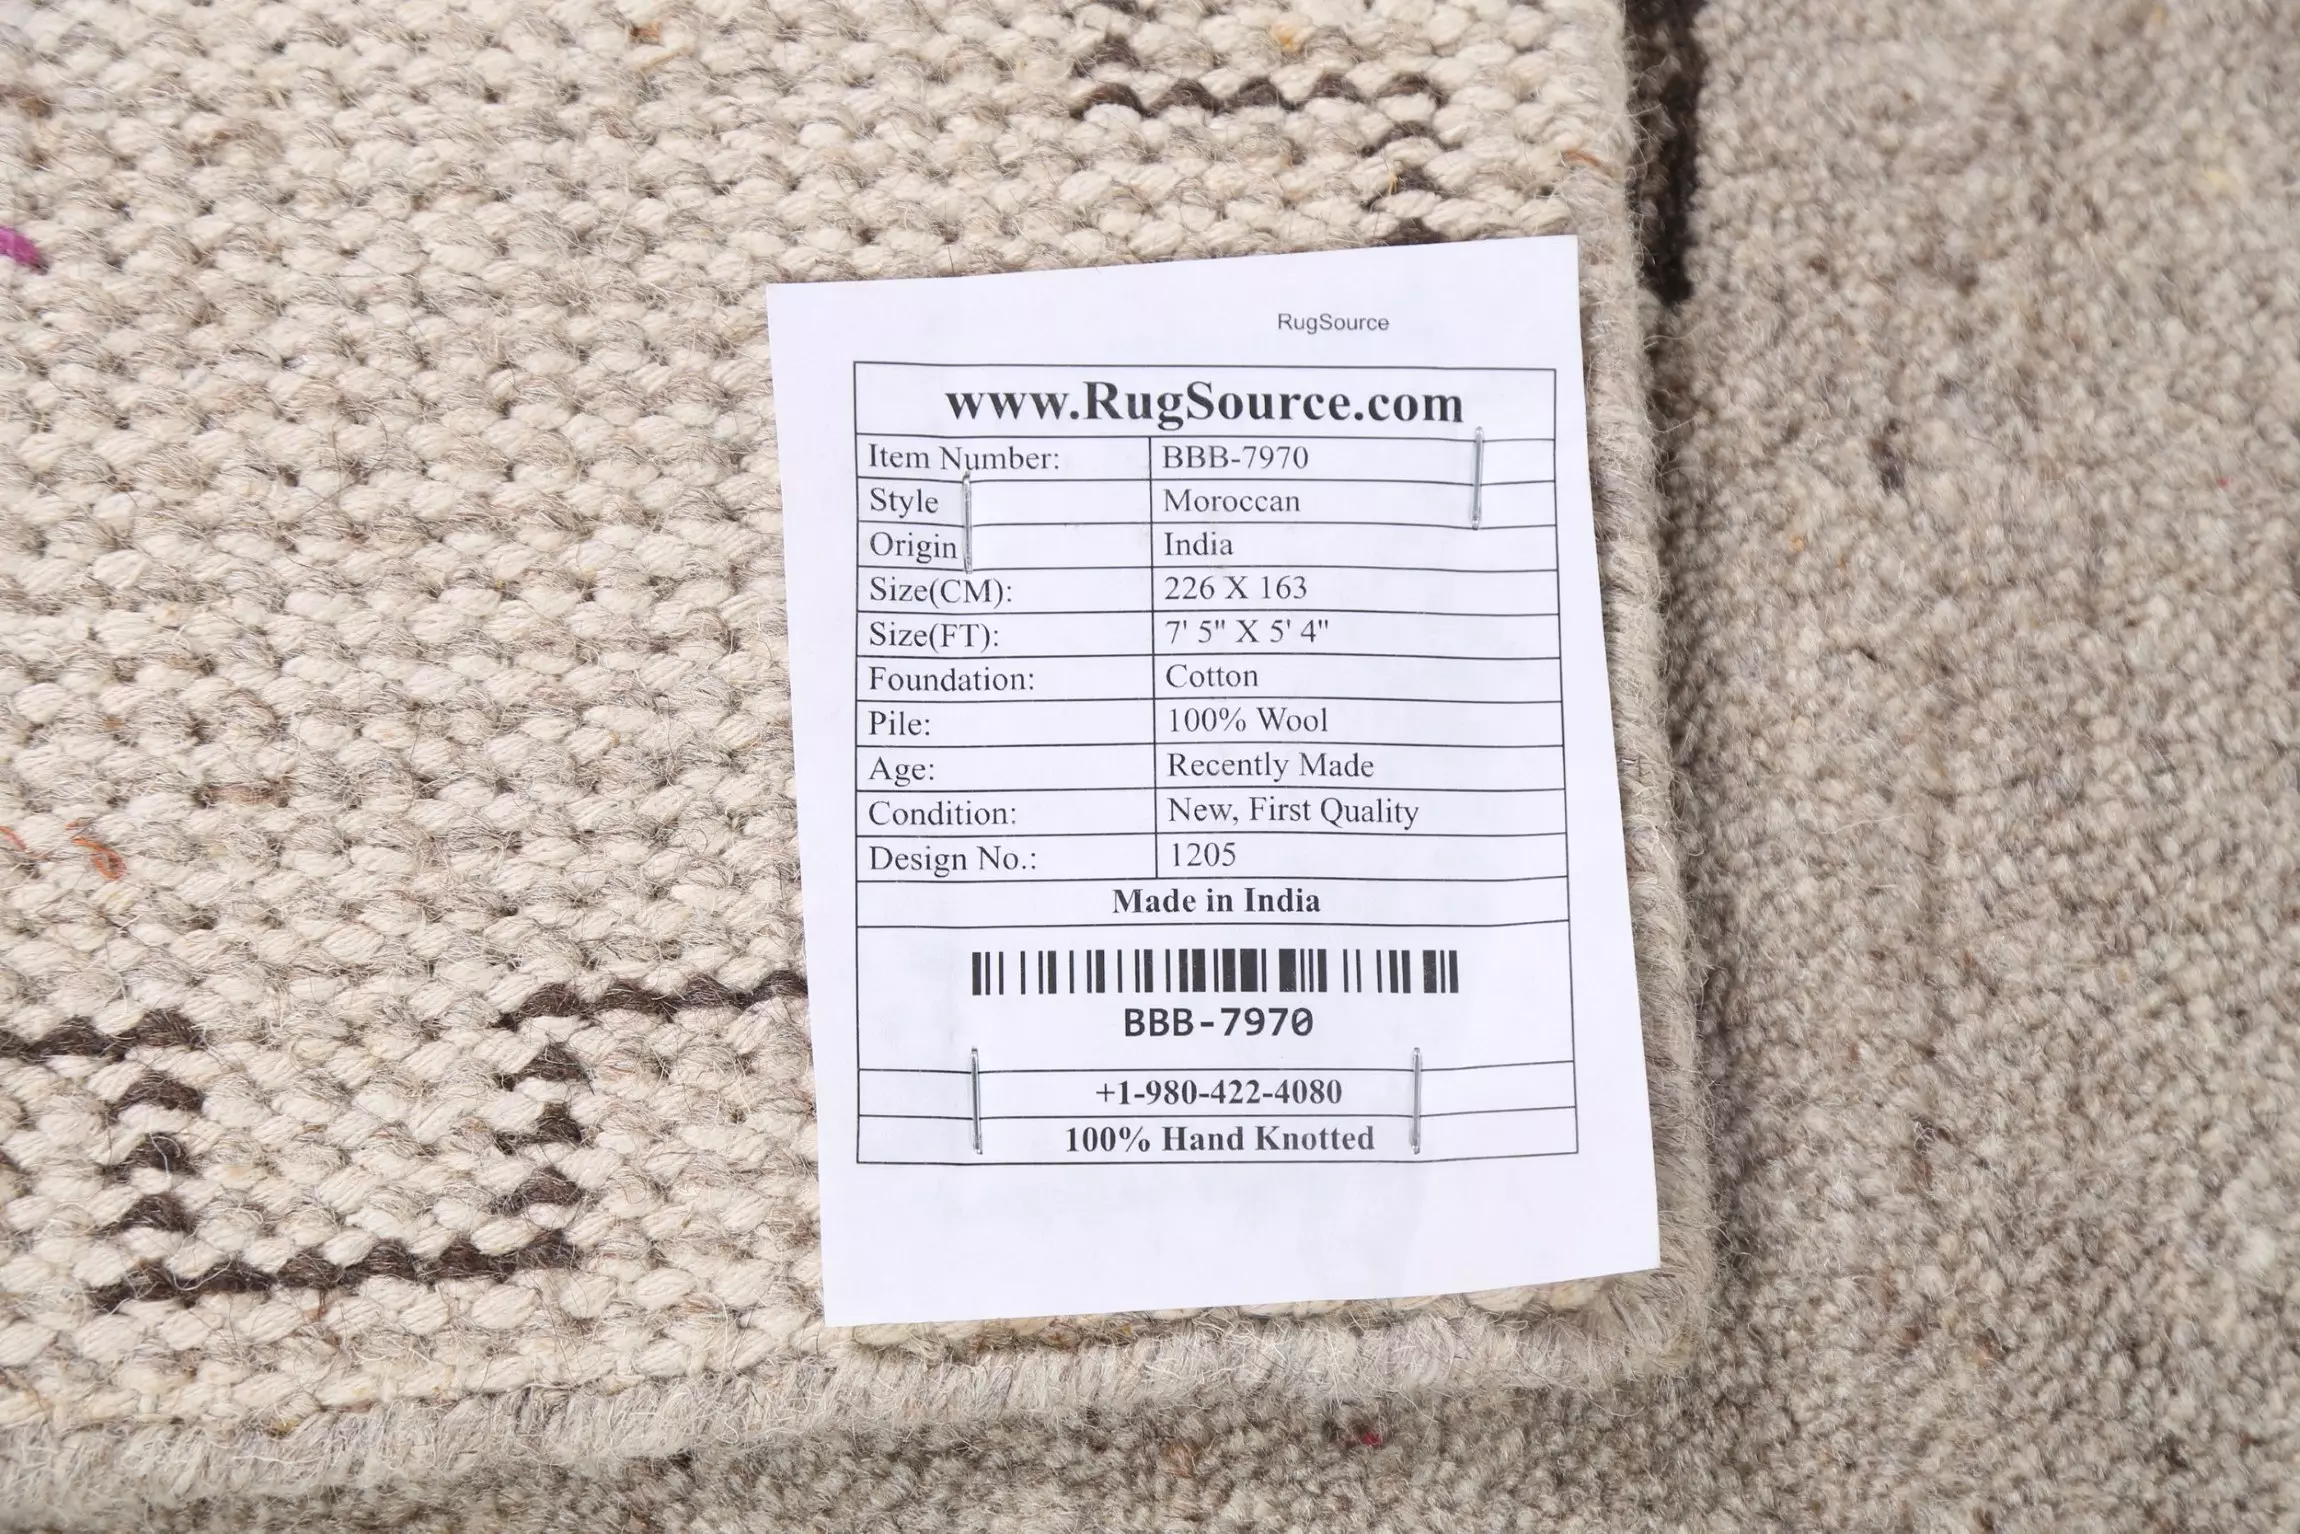 RugSource
www.RugSource.com
Item Number: BBB-7970
Style Moroccan
Origin India
Size(CM): 226 X 163
Size(FT): 7' 5" X 5' 4"
Foundation: Cotton
Pile: 100% Wool
Age: Recently Made
Condition: New, First Quality
Design No.: 1205
Made in India
BBB-7970
+1-980-422-4080
100% Hand Knotted